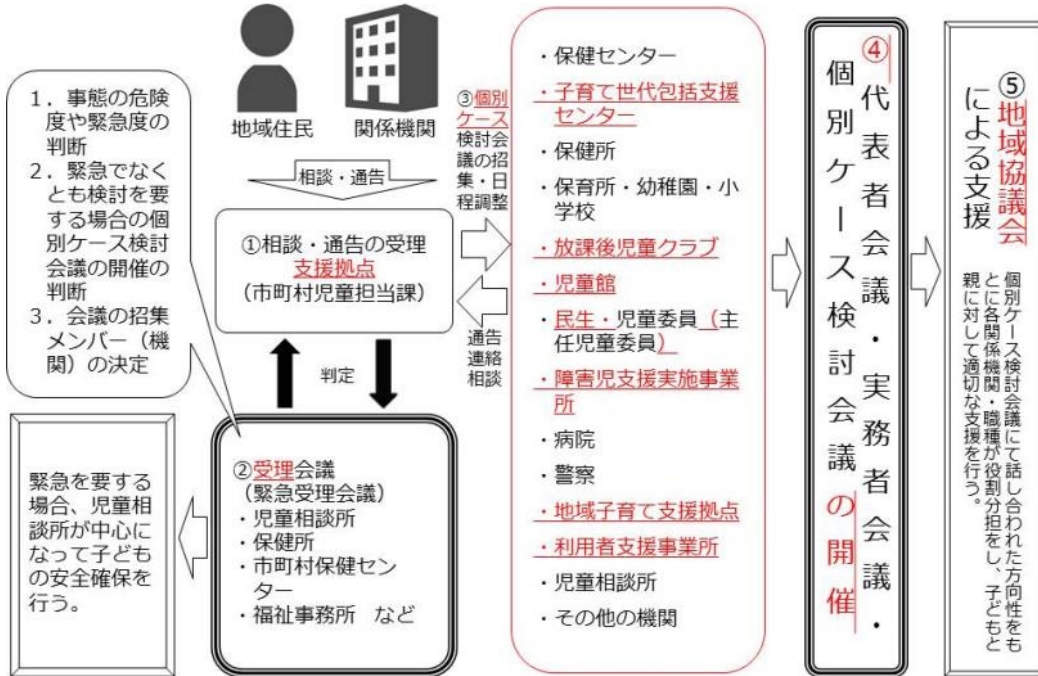 地域住民
関係機関
相談・通告
1．事態の危険
度や緊急度の
判断
2．緊急でなく
とも検討を要
する場合の個
別ケース検討
会議の開催の
判断
3．会議の招集
メンバー（機
関）の決定
①相談・通告の受理
支援拠点
（市町村児童担当課）
判定
②受理会議
（緊急受理会議）
・児童相談所
・保健所
・市町村保健セン
ター
・福祉事務所　など
緊急を要する
場合、児童相
談所が中心に
なって子ども
の安全確保を
行う。
③個別
ケース
検討会
議の招
集・日
程調整
通告
連絡
相談
・保健センター
・子育て世代包括支援
センター
・保健所
・保育所・幼稚園・小
学校
・放課後児童クラブ
・児童館
・民生・児童委員（主
任児童委員）
・障害児支援実施事業
所
・病院
・警察
・地域子育て支援拠点
・利用者支援事業所
・児童相談所
・その他の機関
④代表者会議・実務者会議・
個別ケース検討会議の開催
⑤地域協議会
による支援
個別ケース検討会議にて話し合われた方向性をも
とに各関係機関・職種が役割分担をし、子どもと
親に対して適切な支援を行う。